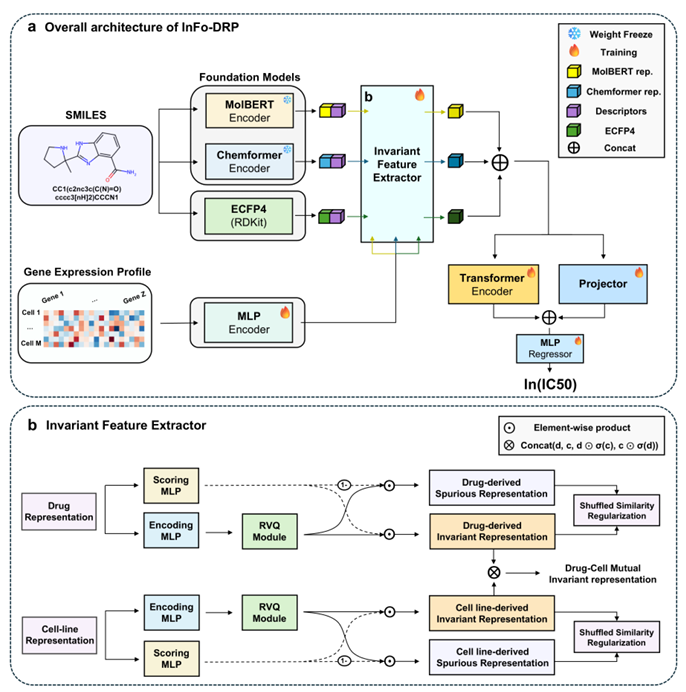 a Overall architecture of InFo-DRP
Weight Freeze
Training
MolBERT rep.
Chemformer rep.
Descriptors
ECFP4
Concat
SMILES
NH
N
NH
NH₂
O
CC1(c2nc3c(C(N)=O)
cccc3[nH]2)CCCN1
Foundation Models
MolBERT
Encoder
Chemformer
Encoder
ECFP4
(RDKit)
b
Invariant
Feature
Extractor
Gene Expression Profile
Gene 1
...
Gene Z
Cell 1
...
Cell M
MLP
Encoder
Transformer
Encoder
Projector
MLP
Regressor
ln(IC50)
b Invariant Feature Extractor
Element-wise product
Concat(d, c, d ⊙ σ(c), c ⊙ σ(d))
Drug
Representation
Scoring
MLP
Encoding
MLP
RVQ
Module
1-
Drug-derived
Spurious Representation
Drug-derived
Invariant Representation
Shuffled Similarity
Regularization
Drug-Cell Mutual
Invariant representation
Cell-line
Representation
Encoding
MLP
Scoring
MLP
RVQ
Module
1-
Cell line-derived
Invariant Representation
Cell line-derived
Spurious Representation
Shuffled Similarity
Regularization